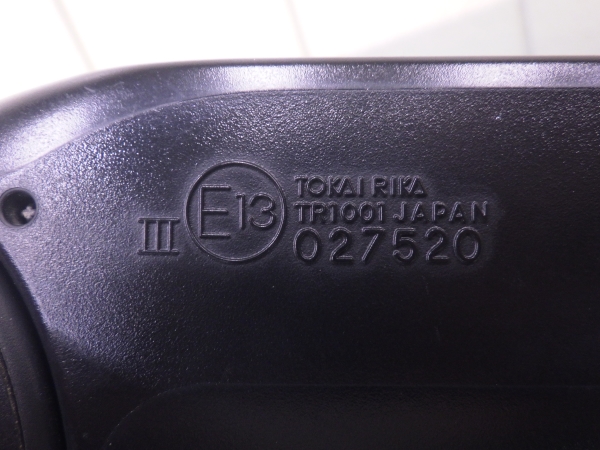 III E13 TOKAI RIKA
TR1001 JAPAN
027520